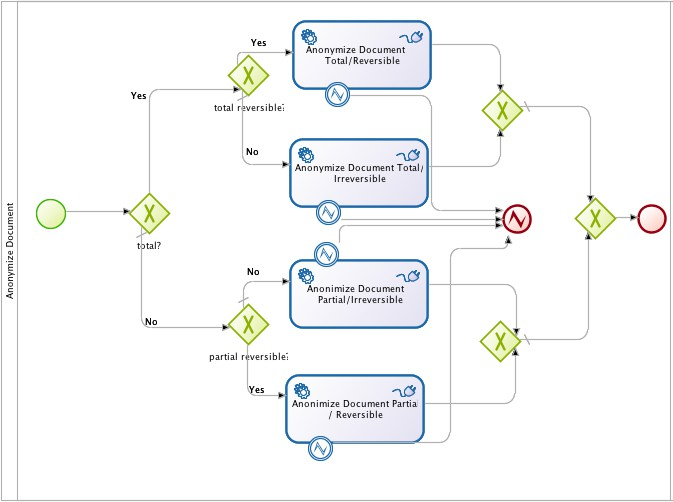 Anonymize Document
Yes
Anonymize Document
Total/Reversible
Yes
total reversible?
No
Anonymize Document Total/
Irreversible
total?
No
Anonimize Document
Partial/Irreversible
No
partial reversible?
Yes
Anonimize Document Partial
/ Reversible